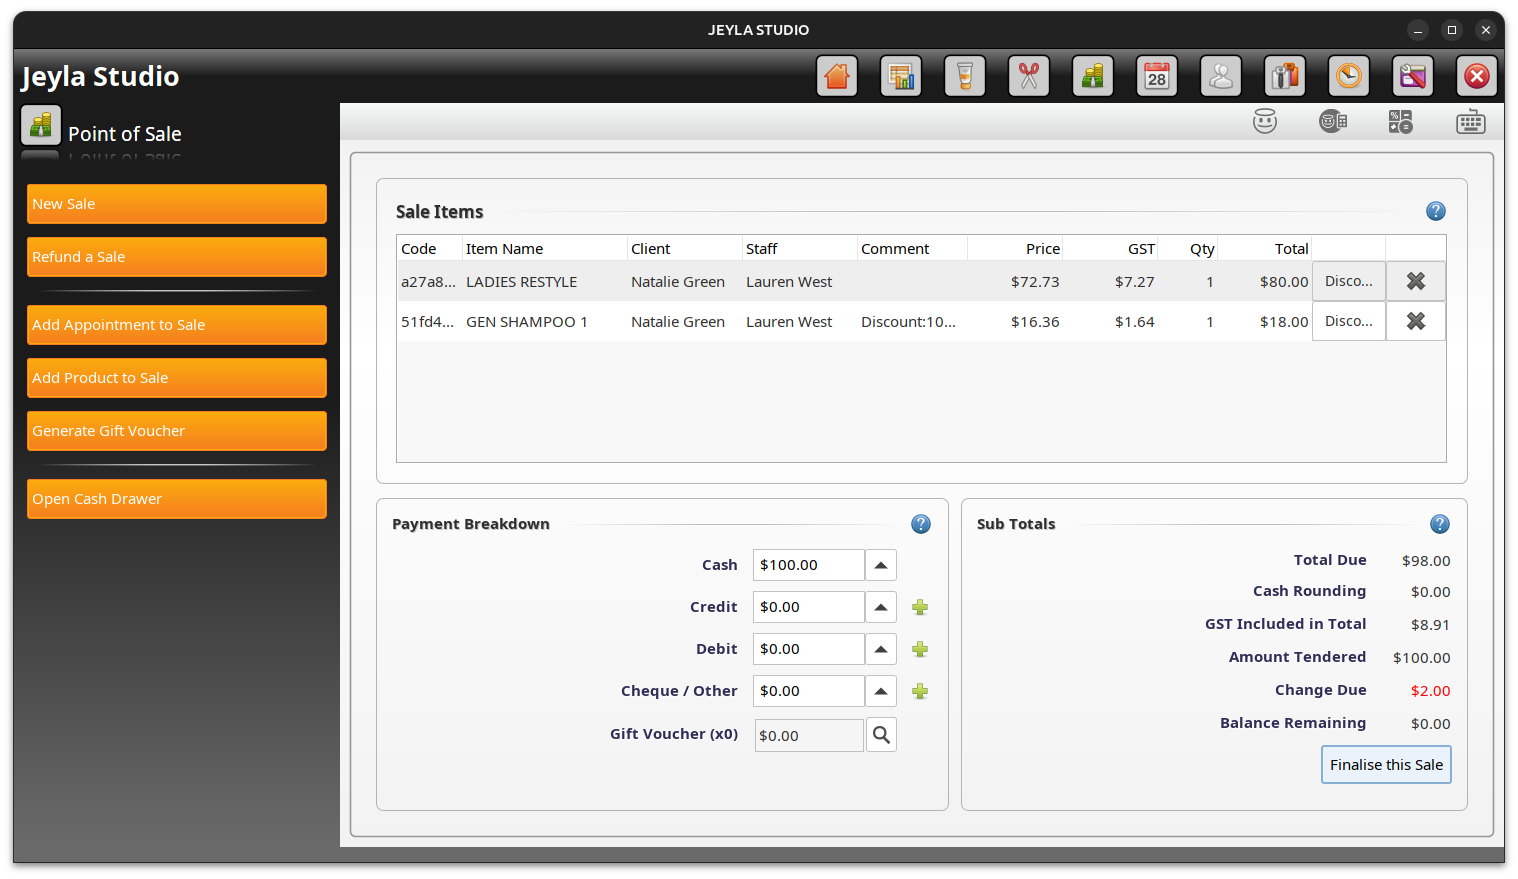 JEYLA STUDIO
Jeyla Studio
28
Point of Sale
New Sale
Refund a Sale
Add Appointment to Sale
Add Product to Sale
Generate Gift Voucher
Open Cash Drawer
Sale Items
Code Item Name Client Staff Comment Price GST Qty Total
a27a8... LADIES RESTYLE Natalie Green Lauren West $72.73 $7.27 1 $80.00 Disco...
51fd4... GEN SHAMPOO 1 Natalie Green Lauren West Discount:10... $16.36 $1.64 1 $18.00 Disco...
Payment Breakdown
Cash $100.00
Credit $0.00
Debit $0.00
Cheque / Other $0.00
Gift Voucher (x0) $0.00
Sub Totals
Total Due $98.00
Cash Rounding $0.00
GST Included in Total $8.91
Amount Tendered $100.00
Change Due $2.00
Balance Remaining $0.00
Finalise this Sale